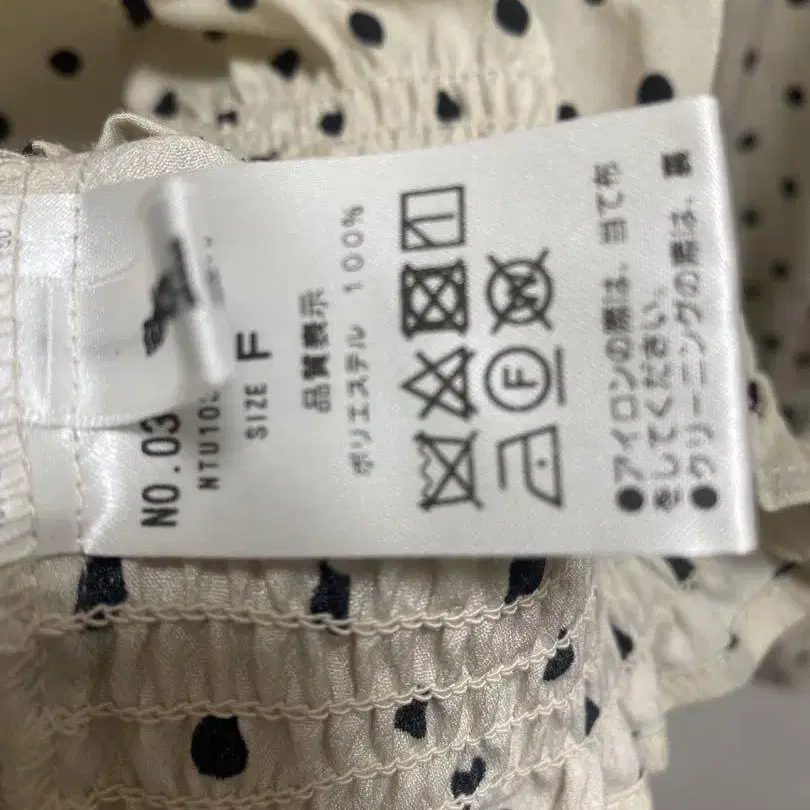 NO.03
NTU10
SIZE F
品質表示
ポリエステル 100%
W
F
●アイロンの際は、当て布
をしてください。
●クリーニングの際は、